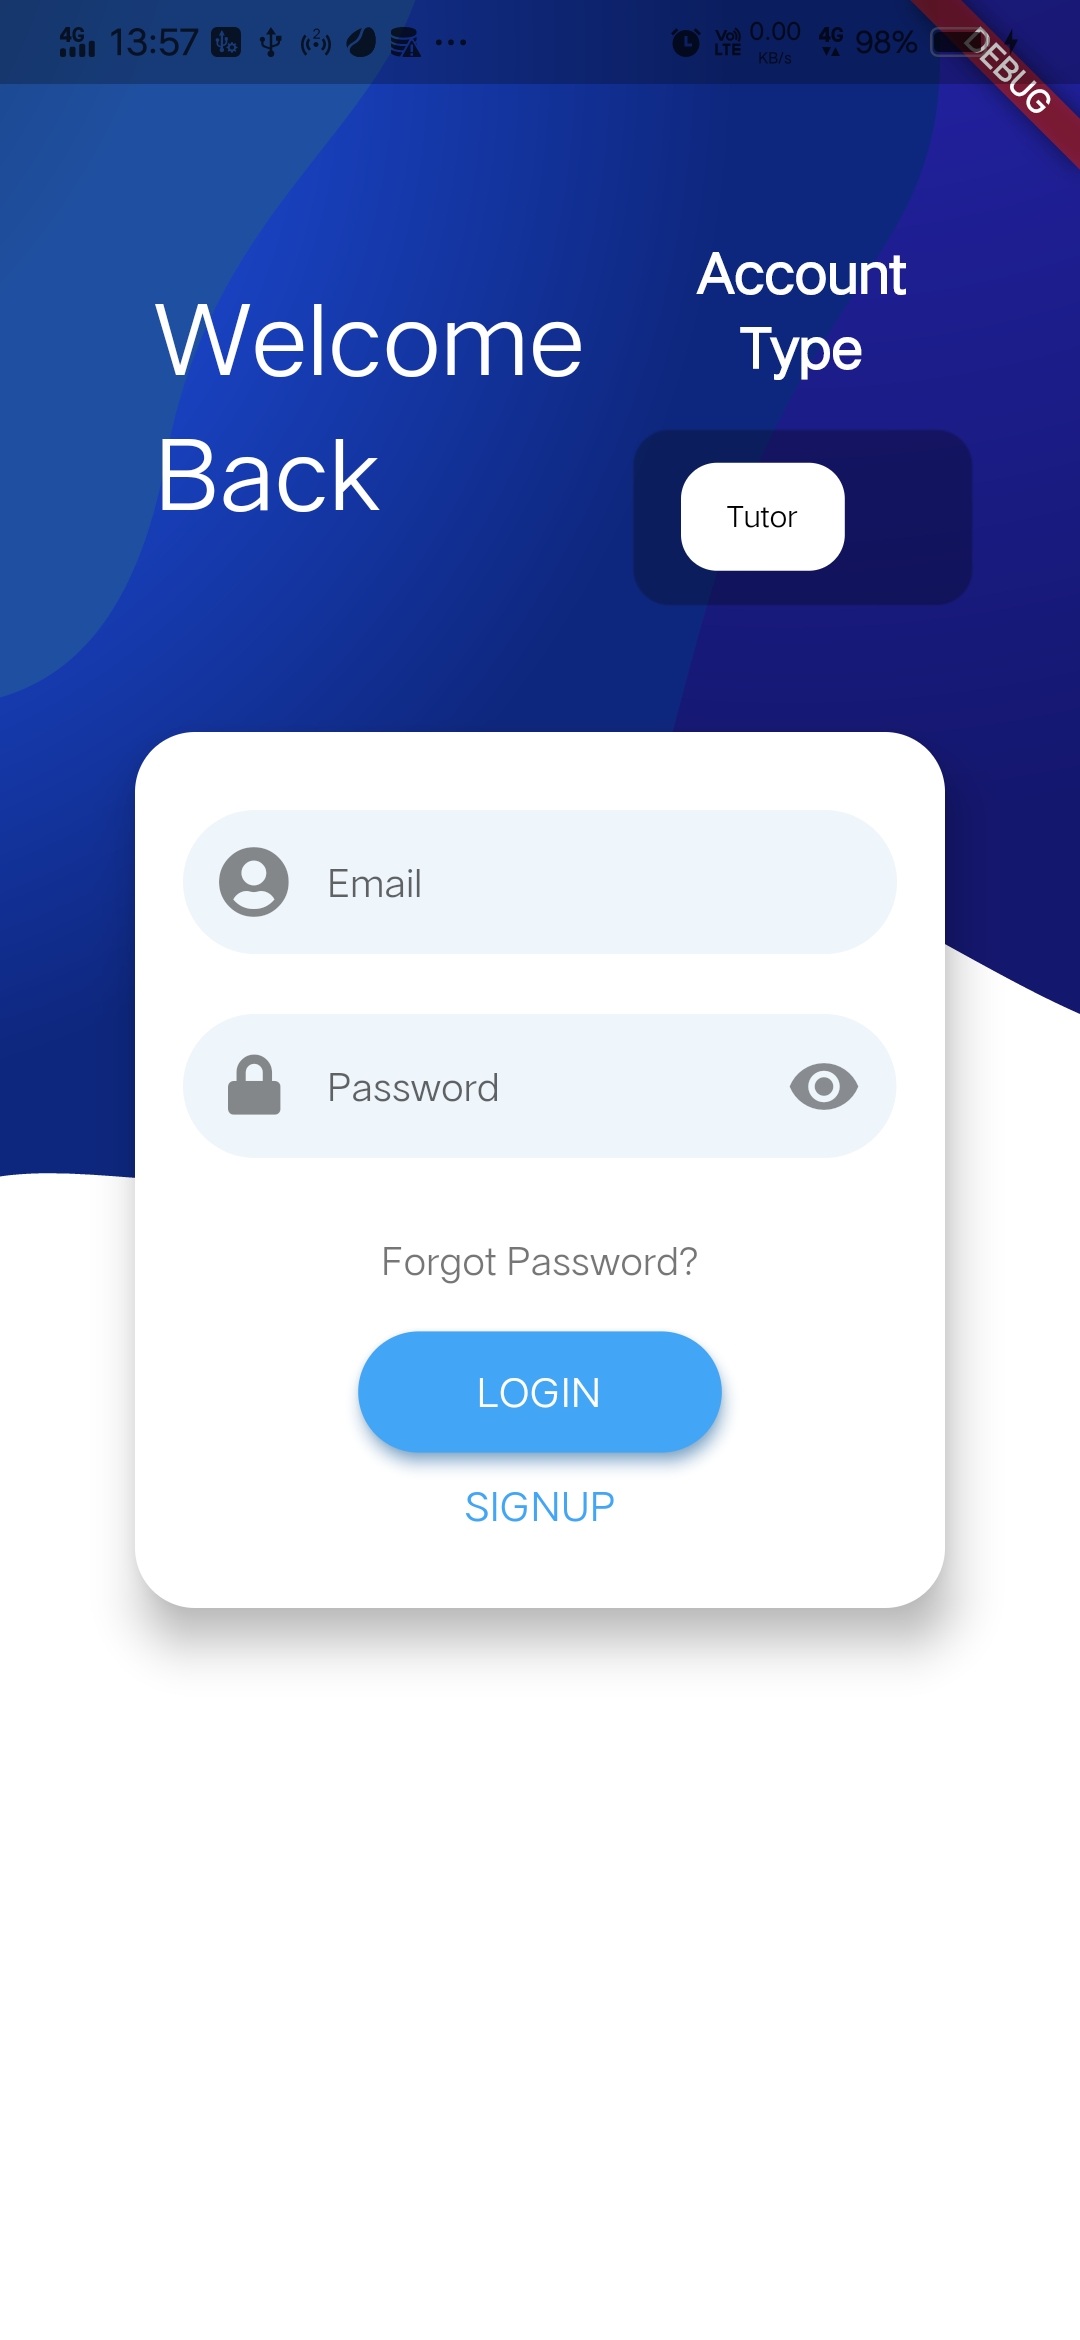 4G 13:57 2 ... Vo) LTE 0.00 KB/s 4G 98%
DEBUG
Welcome
Back
Account
Type
Tutor
Email
Password
Forgot Password?
LOGIN
SIGNUP